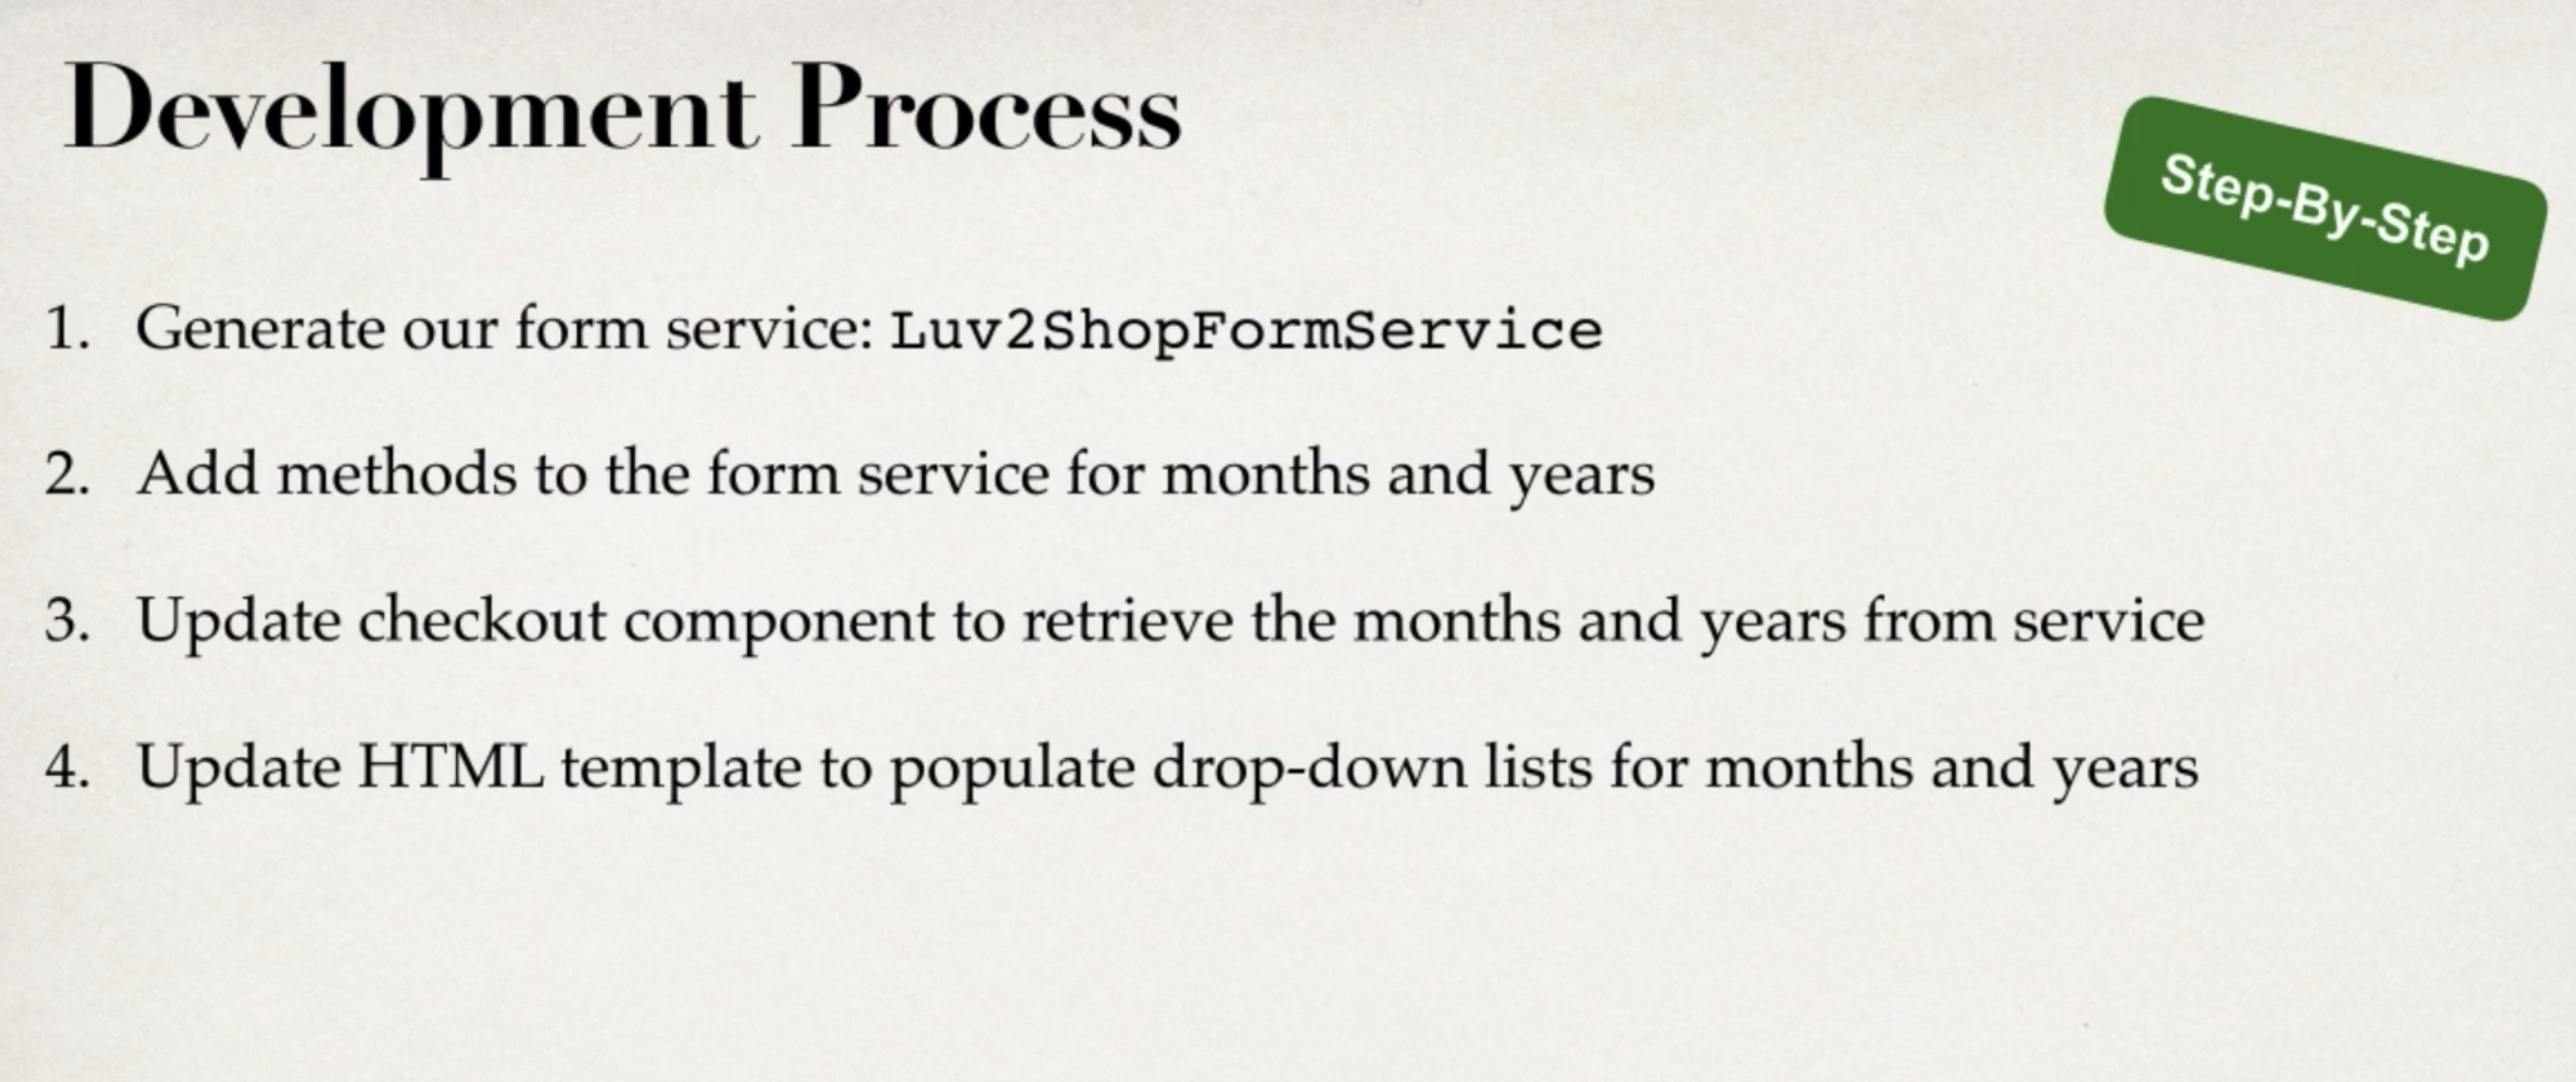 Development Process
Step-By-Step
1. Generate our form service: Luv2ShopFormService
2. Add methods to the form service for months and years
3. Update checkout component to retrieve the months and years from service
4. Update HTML template to populate drop-down lists for months and years